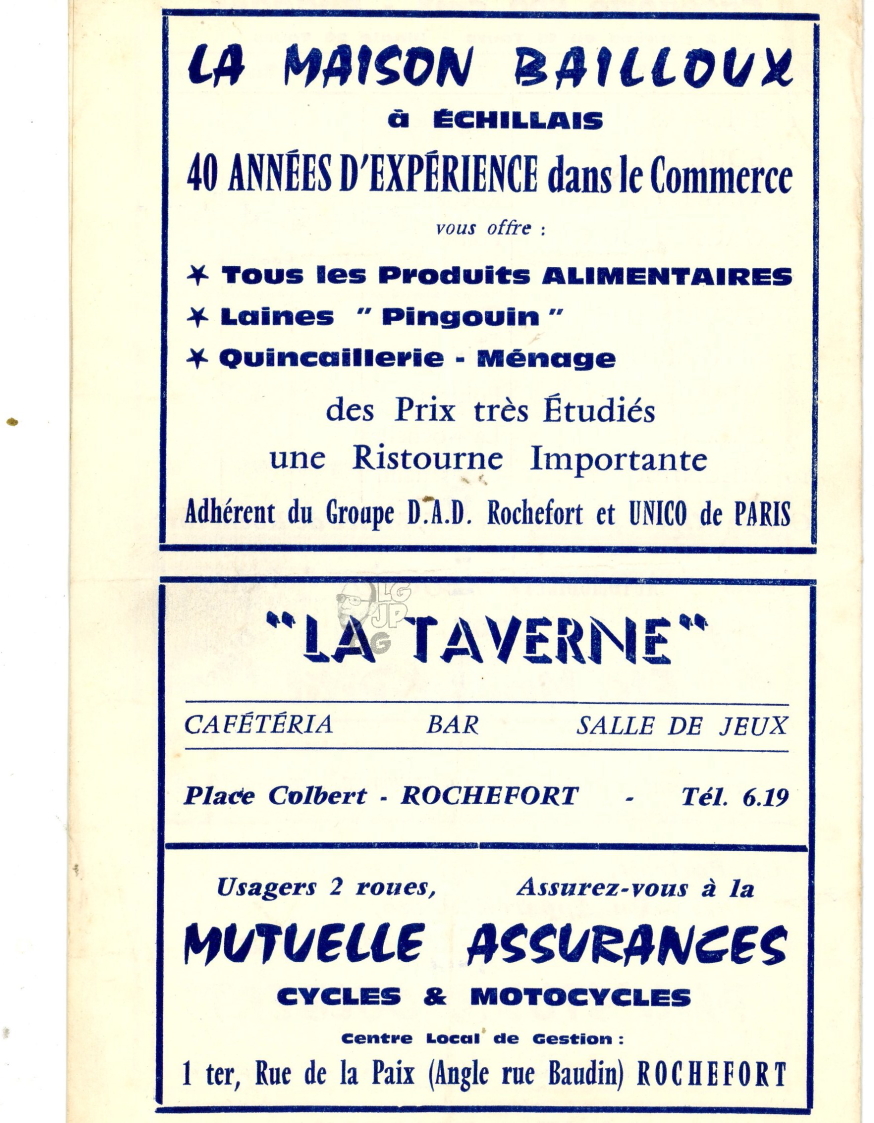 LA MAISON BAILLOUX
à ÉCHILLAIS
40 ANNÉES D'EXPÉRIENCE dans le Commerce
vous offre :
★ Tous les Produits ALIMENTAIRES
★ Laines " Pingouin "
★ Quincaillerie - Ménage
des Prix très Étudiés
une Ristourne Importante
Adhérent du Groupe D.A.D. Rochefort et UNICO de PARIS
LG
JP
G
"LA TAVERNE"
CAFÉTÉRIA BAR SALLE DE JEUX
Place Colbert - ROCHEFORT - Tél. 6.19
Usagers 2 roues, Assurez-vous à la
MUTUELLE ASSURANCES
CYCLES & MOTOCYCLES
Centre Local de Gestion :
1 ter, Rue de la Paix (Angle rue Baudin) ROCHEFORT